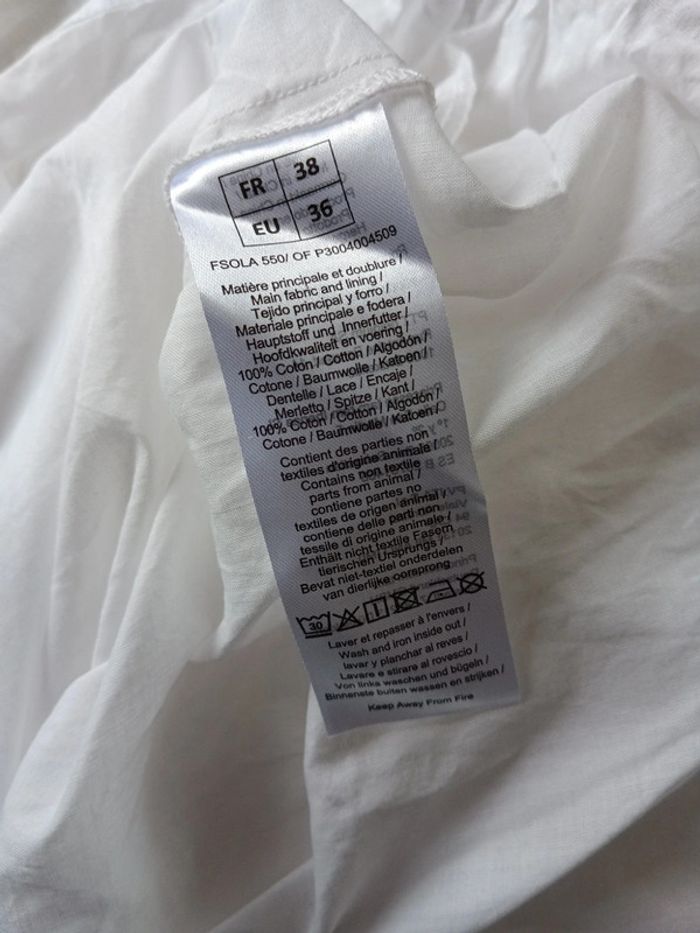 FR 38
EU 36
FSOLA 550/ OF P3004004509
Matière principale et doublure /
Main fabric and lining /
Tejido principal y forro /
Materiale principale e fodera /
Hauptstoff und Innerfutter /
Hoofdkwaliteit en voering /
100% Coton / Cotton / Algodón /
Cotone / Baumwolle / Katoen /
Dentelle / Lace / Encaje /
Merletto / Spitze / Kant /
100% Coton / Cotton / Algodón /
Cotone / Baumwolle / Katoen /
Contient des parties non
textiles d'origine animale /
Contains non textile
parts from animal /
contiene partes no
textiles de origen animal /
contiene delle parti non
tessile di origine animale /
Enthält nicht textile Fasern
tierischen Ursprungs /
Bevat niet-textiel onderdelen
van dierlijke oorsprong
30
Laver et repasser à l'envers /
Wash and iron inside out /
lavar y planchar al reves /
Lavare e stirare al rovescio /
Von links waschen und bügeln /
Binnenste buiten wassen en strijken /
Keep Away From Fire